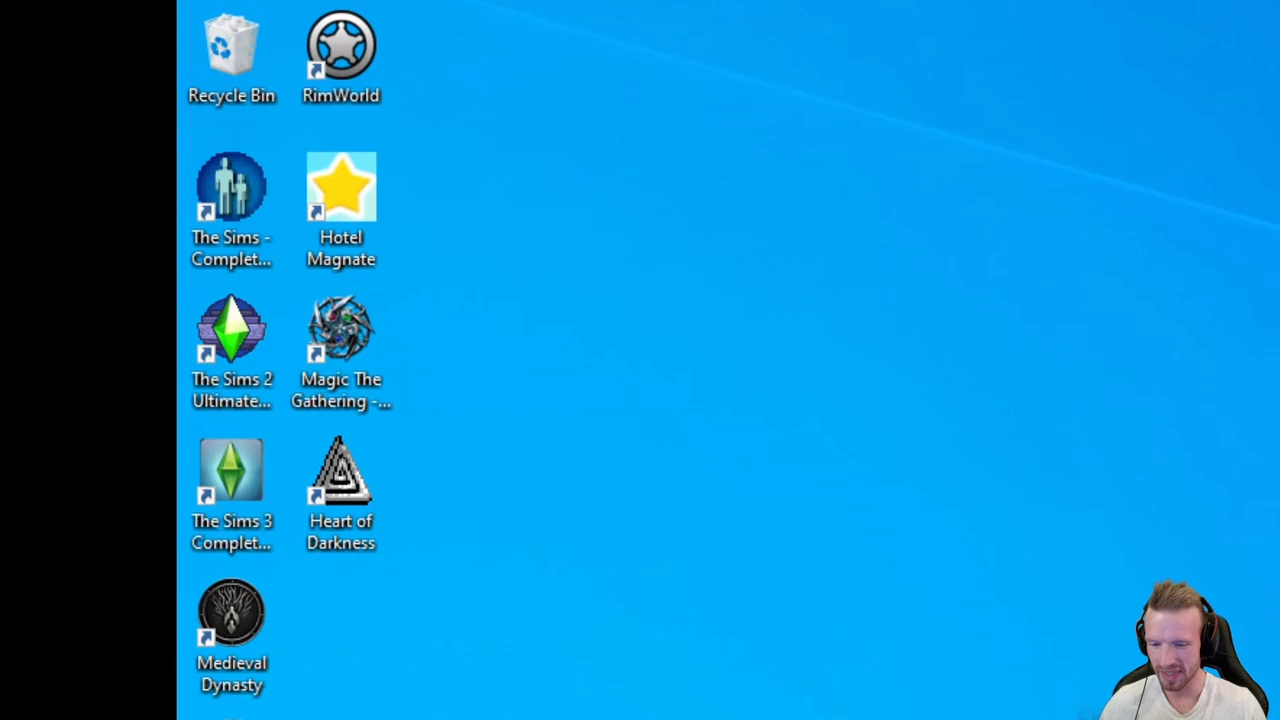 Recycle Bin
RimWorld
The Sims -
Complet...
Hotel
Magnate
The Sims 2
Ultimate...
Magic The
Gathering -...
The Sims 3
Complet...
Heart of
Darkness
Medieval
Dynasty